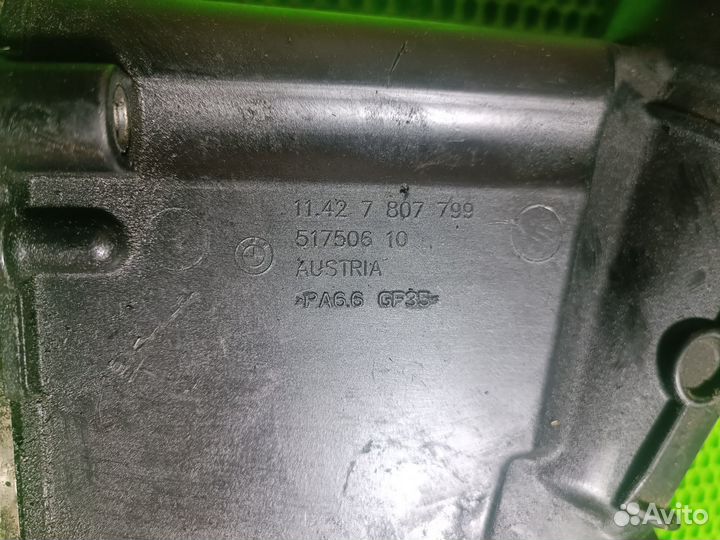 11.42 7 807 799
517506 10
AUSTRIA
>PA6.6 GF35<
Avito